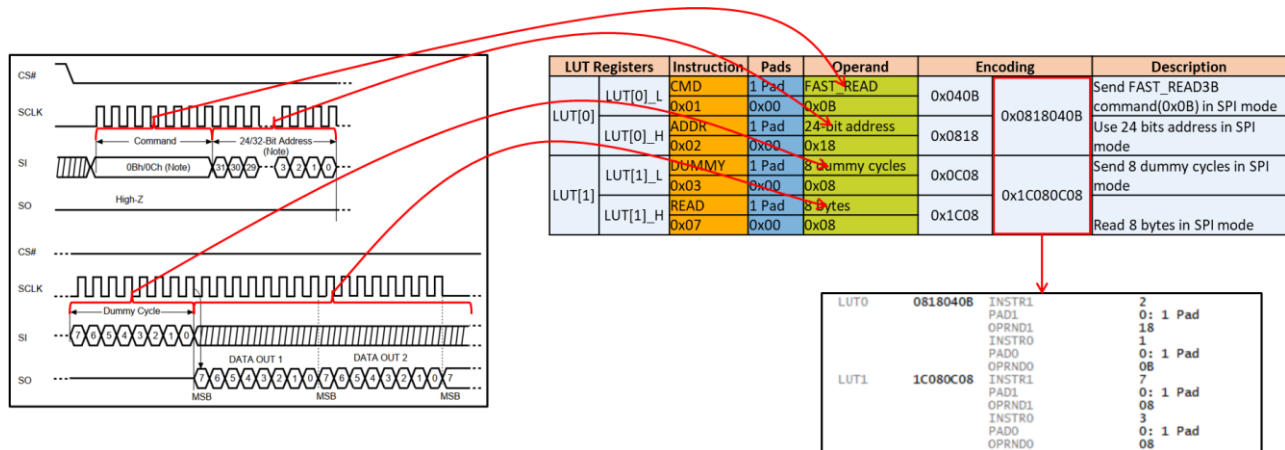 CS#
SCLK
Command
24/32-Bit Address
(Note)
SI
0Bh/0Ch (Note)
31 30 29 3 2 1 0
SO
High-Z
CS#
SCLK
Dummy Cycle
SI
7 6 5 4 3 2 1 0
DATA OUT 1
DATA OUT 2
SO
7 6 5 4 3 2 1 0 7 6 5 4 3 2 1 0 7
MSB MSB MSB
LUT Registers Instruction Pads Operand Encoding Description
LUT[0] LUT[0]_L CMD 1 Pad FAST_READ 0x040B 0x0818040B Send FAST_READ3B
0x01 0x00 0x0B command(0x0B) in SPI mode
LUT[0]_H ADDR 1 Pad 24-bit address 0x0818 Use 24 bits address in SPI
0x02 0x00 0x18 mode
LUT[1] LUT[1]_L DUMMY 1 Pad 8 dummy cycles 0x0C08 0x1C080C08 Send 8 dummy cycles in SPI
0x03 0x00 0x08 mode
LUT[1]_H READ 1 Pad 8 bytes 0x1C08
0x07 0x00 0x08 Read 8 bytes in SPI mode
LUT0 0818040B INSTR1 2
PAD1 0: 1 Pad
OPRND1 18
INSTR0 1
PAD0 0: 1 Pad
OPRND0 0B
LUT1 1C080C08 INSTR1 7
PAD1 0: 1 Pad
OPRND1 08
INSTR0 3
PAD0 0: 1 Pad
OPRND0 08